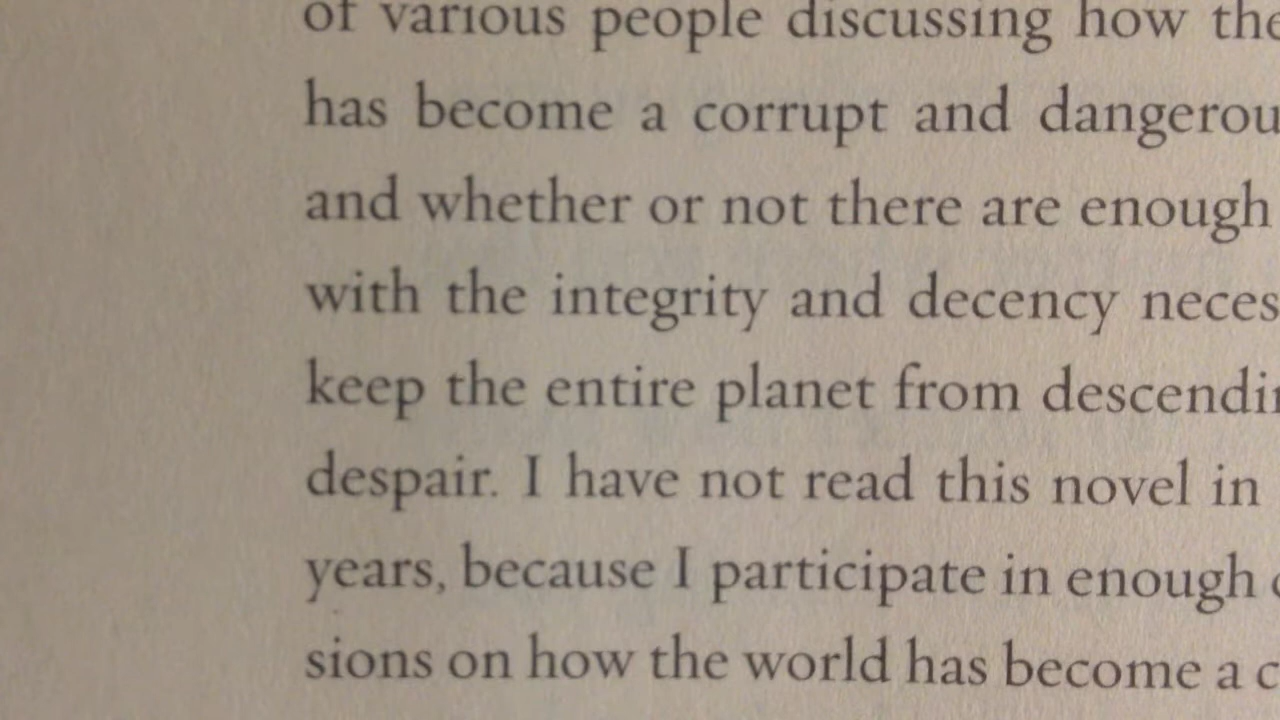 of various people discussing how the
has become a corrupt and dangerou
and whether or not there are enough
with the integrity and decency neces
keep the entire planet from descendin
despair. I have not read this novel in
years, because I participate in enough
sions on how the world has become a c